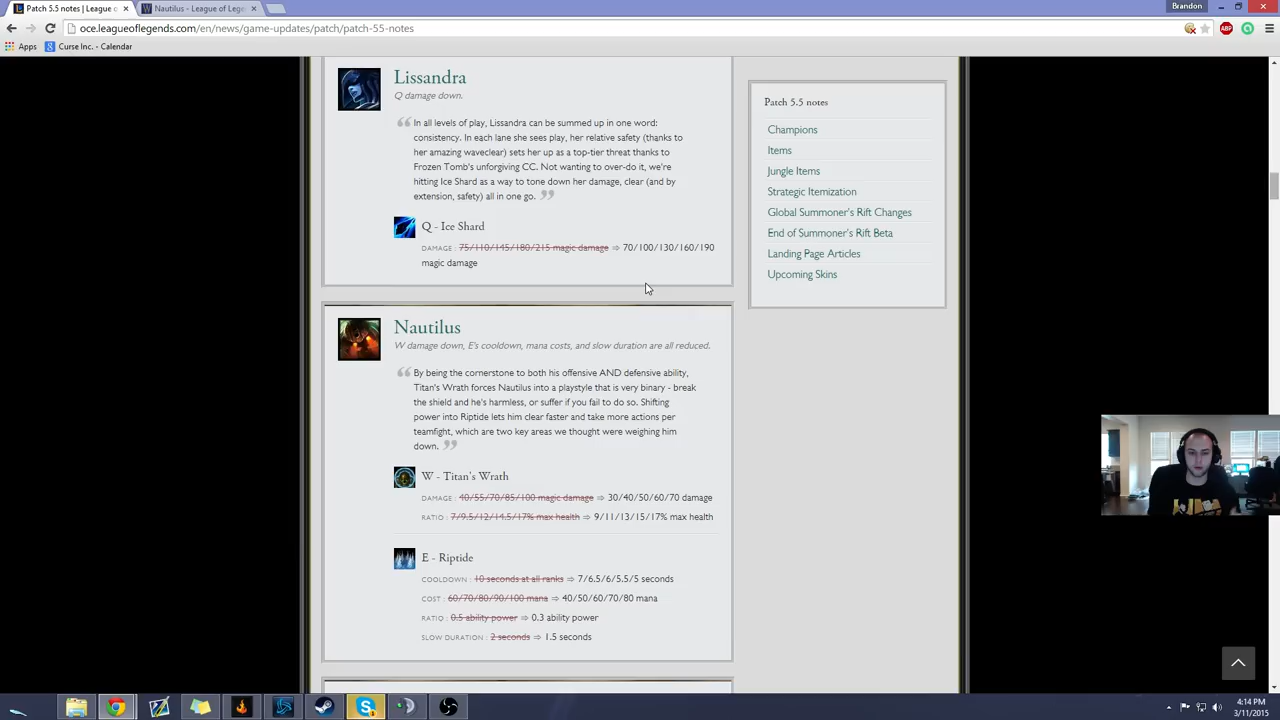 Patch 5.5 notes | League o
Nautilus - League of Lege
Brandon
oce.leagueoflegends.com/en/news/game-updates/patch/patch-55-notes
Apps
Curse Inc. - Calendar
Lissandra
Q damage down.
In all levels of play, Lissandra can be summed up in one word:
consistency. In each lane she sees play, her relative safety (thanks to
her amazing waveclear) sets her up as a top-tier threat thanks to
Frozen Tomb's unforgiving CC. Not wanting to over-do it, we're
hitting Ice Shard as a way to tone down her damage, clear (and by
extension, safety) all in one go.
Q - Ice Shard
DAMAGE : 75/110/145/180/215 magic damage ⇒ 70/100/130/160/190
magic damage
Nautilus
W damage down, E's cooldown, mana costs, and slow duration are all reduced.
By being the cornerstone to both his offensive AND defensive ability,
Titan's Wrath forces Nautilus into a playstyle that is very binary - break
the shield and he's harmless, or suffer if you fail to do so. Shifting
power into Riptide lets him clear faster and take more actions per
teamfight, which are two key areas we thought were weighing him
down.
W - Titan's Wrath
DAMAGE : 40/55/70/85/100 magic damage ⇒ 30/40/50/60/70 damage
RATIO : 7/9.5/12/14.5/17% max health ⇒ 9/11/13/15/17% max health
E - Riptide
COOLDOWN : 10 seconds at all ranks ⇒ 7/6.5/6/5.5/5 seconds
COST : 60/70/80/90/100 mana ⇒ 40/50/60/70/80 mana
RATIO : 0.5 ability power ⇒ 0.3 ability power
SLOW DURATION : 2 seconds ⇒ 1.5 seconds
Patch 5.5 notes
Champions
Items
Jungle Items
Strategic Itemization
Global Summoner's Rift Changes
End of Summoner's Rift Beta
Landing Page Articles
Upcoming Skins
ABP
4:14 PM
3/11/2015